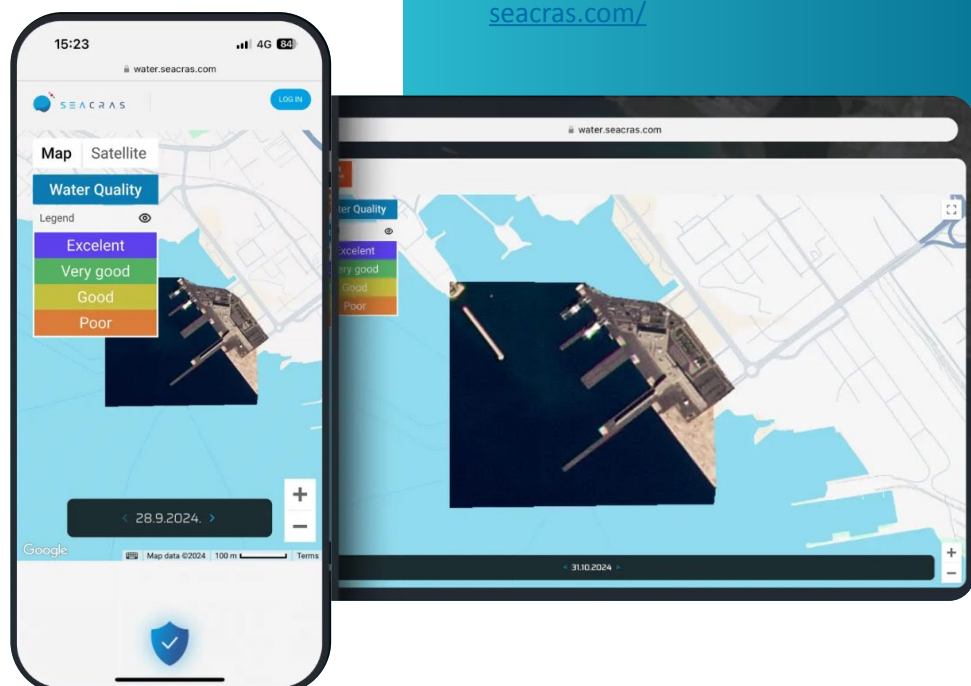 seacras.com/
15:23
4G 84
water.seacras.com
SEACRAS
LOG IN
Map Satellite
Water Quality
Legend
Excelent
Very good
Good
Poor
< 28.9.2024. >
Google
Map data ©2024 100 m Terms
water.seacras.com
ter Quality
Excelent
ery good
Good
Poor
< 31.10.2024 >